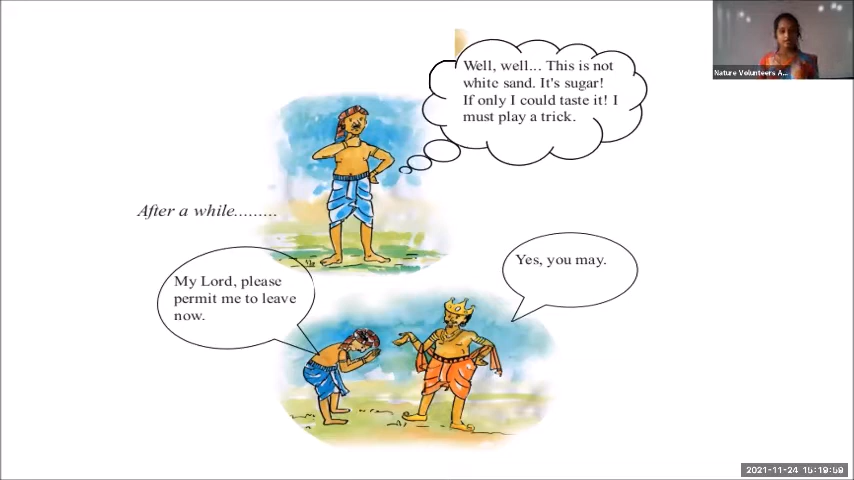 Well, well... This is not
white sand. It's sugar!
If only I could taste it! I
must play a trick.
After a while.........
My Lord, please
permit me to leave
now.
Yes, you may.
Nature Volunteers A...
2021-11-24 15:19:59